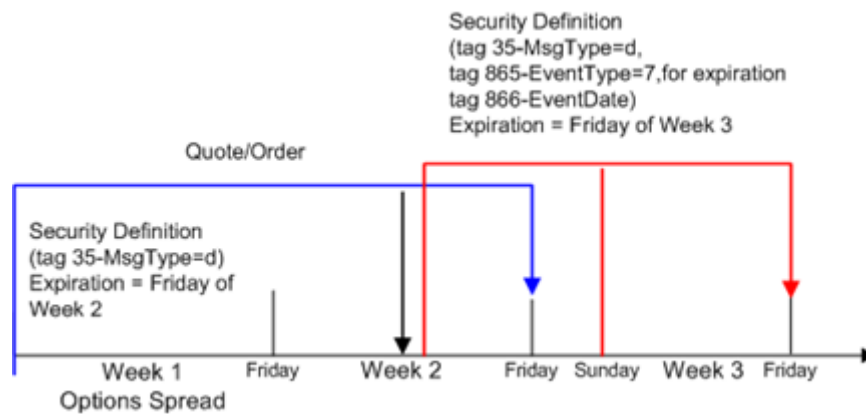 Security Definition
(tag 35-MsgType=d,
tag 865-EventType=7,for expiration
tag 866-EventDate)
Expiration = Friday of Week 3
Quote/Order
Security Definition
(tag 35-MsgType=d)
Expiration = Friday of
Week 2
Week 1 Friday Week 2 Friday Sunday Week 3 Friday
Options Spread